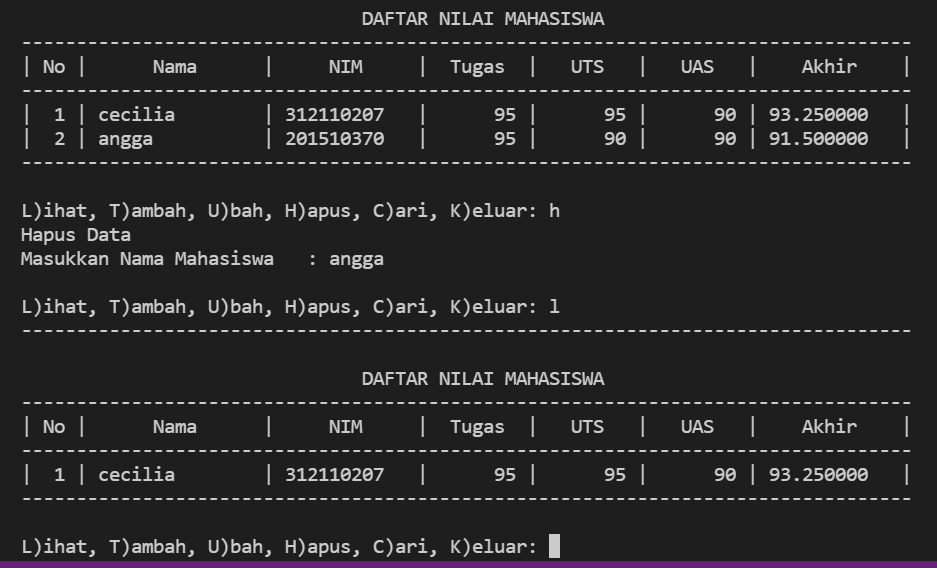 DAFTAR NILAI MAHASISWA
---------------------------------------------------------------------------------
| No |      Nama      |     NIM     |  Tugas  |   UTS   |   UAS   |    Akhir    |
---------------------------------------------------------------------------------
|  1 | cecilia        | 312110207   |      95 |      95 |      90 | 93.250000   |
|  2 | angga          | 201510370   |      95 |      90 |      90 | 91.500000   |
---------------------------------------------------------------------------------

L)ihat, T)ambah, U)bah, H)apus, C)ari, K)eluar: h
Hapus Data
Masukkan Nama Mahasiswa   : angga

L)ihat, T)ambah, U)bah, H)apus, C)ari, K)eluar: l
---------------------------------------------------------------------------------

                               DAFTAR NILAI MAHASISWA
---------------------------------------------------------------------------------
| No |      Nama      |     NIM     |  Tugas  |   UTS   |   UAS   |    Akhir    |
---------------------------------------------------------------------------------
|  1 | cecilia        | 312110207   |      95 |      95 |      90 | 93.250000   |
---------------------------------------------------------------------------------

L)ihat, T)ambah, U)bah, H)apus, C)ari, K)eluar: